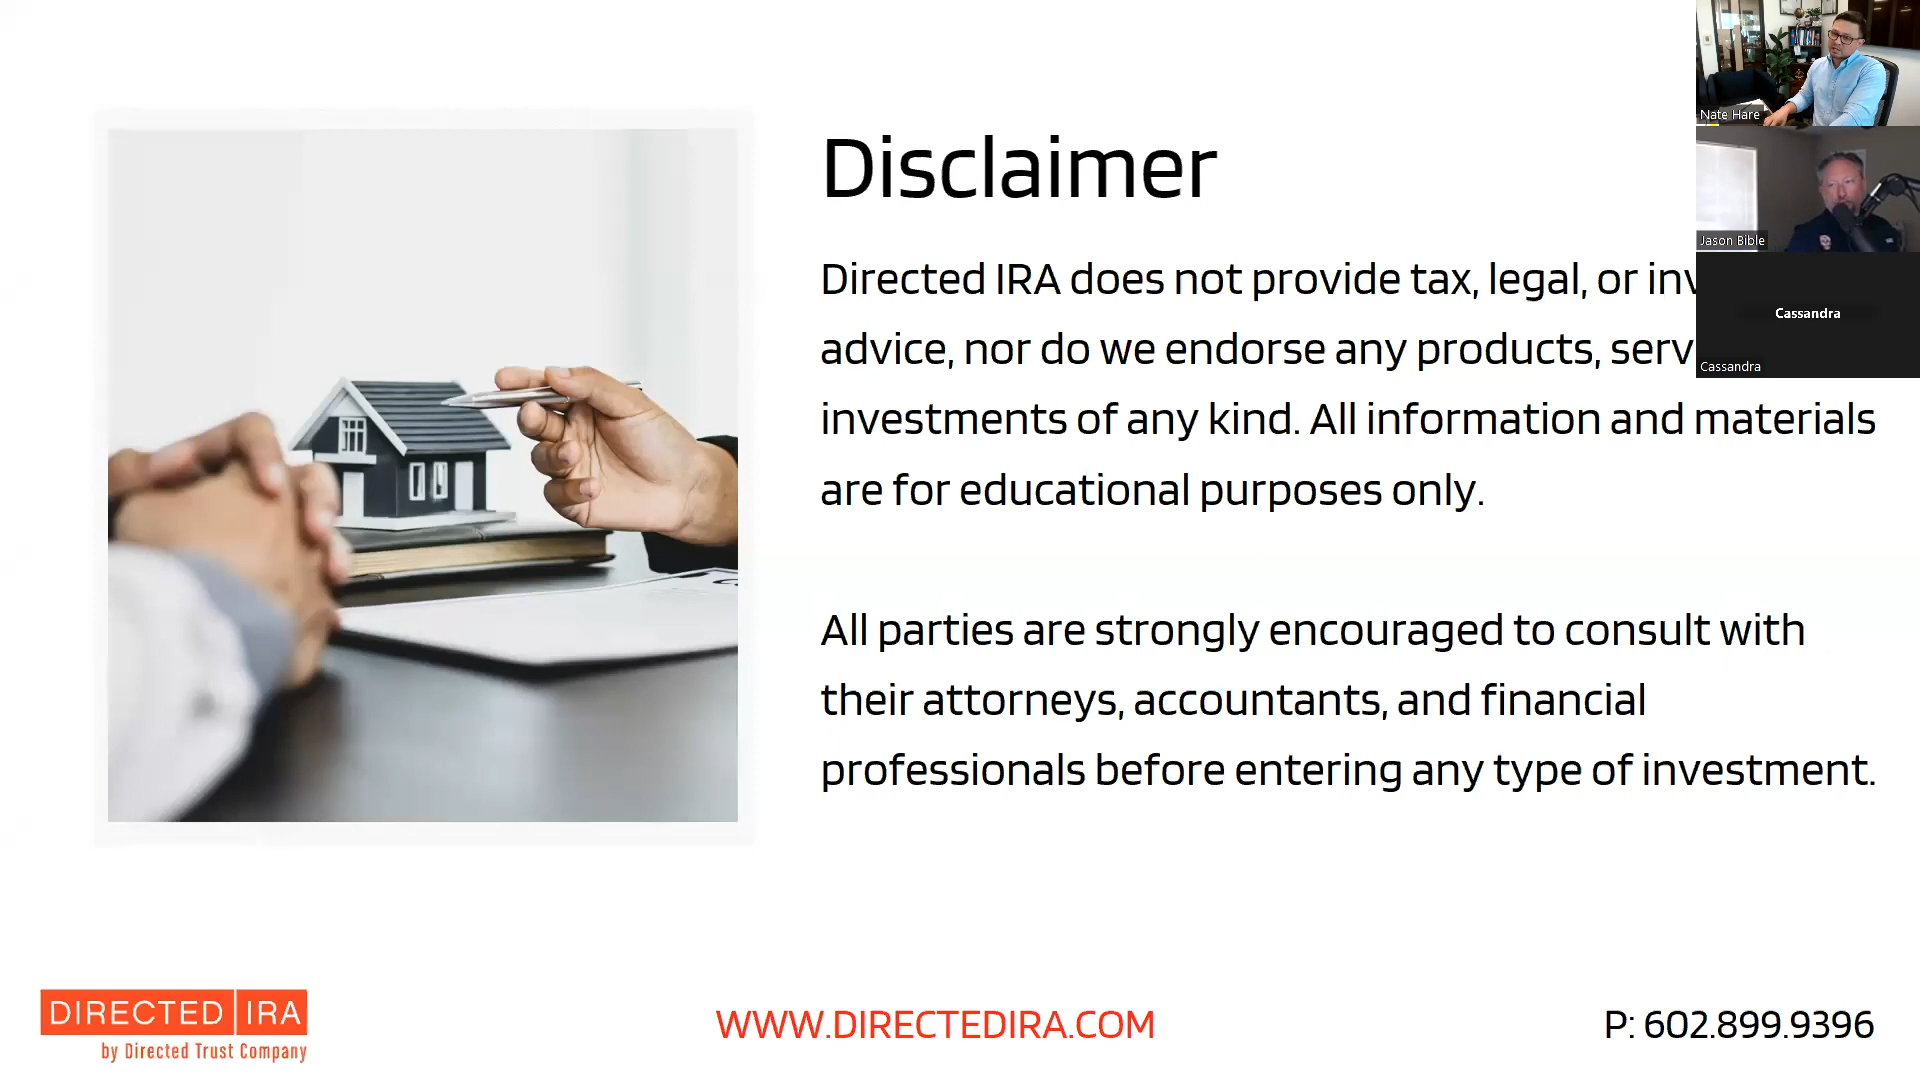 Disclaimer
Directed IRA does not provide tax, legal, or
advice, nor do we endorse any products,
investments of any kind. All information and materials
are for educational purposes only.
All parties are strongly encouraged to consult with
their attorneys, accountants, and financial
professionals before entering any type of investment.
Nate Hare
Jason Bible
Cassandra
Cassandra
DIRECTED IRA
by Directed Trust Company
WWW.DIRECTEDIRA.COM
P: 602.899.9396